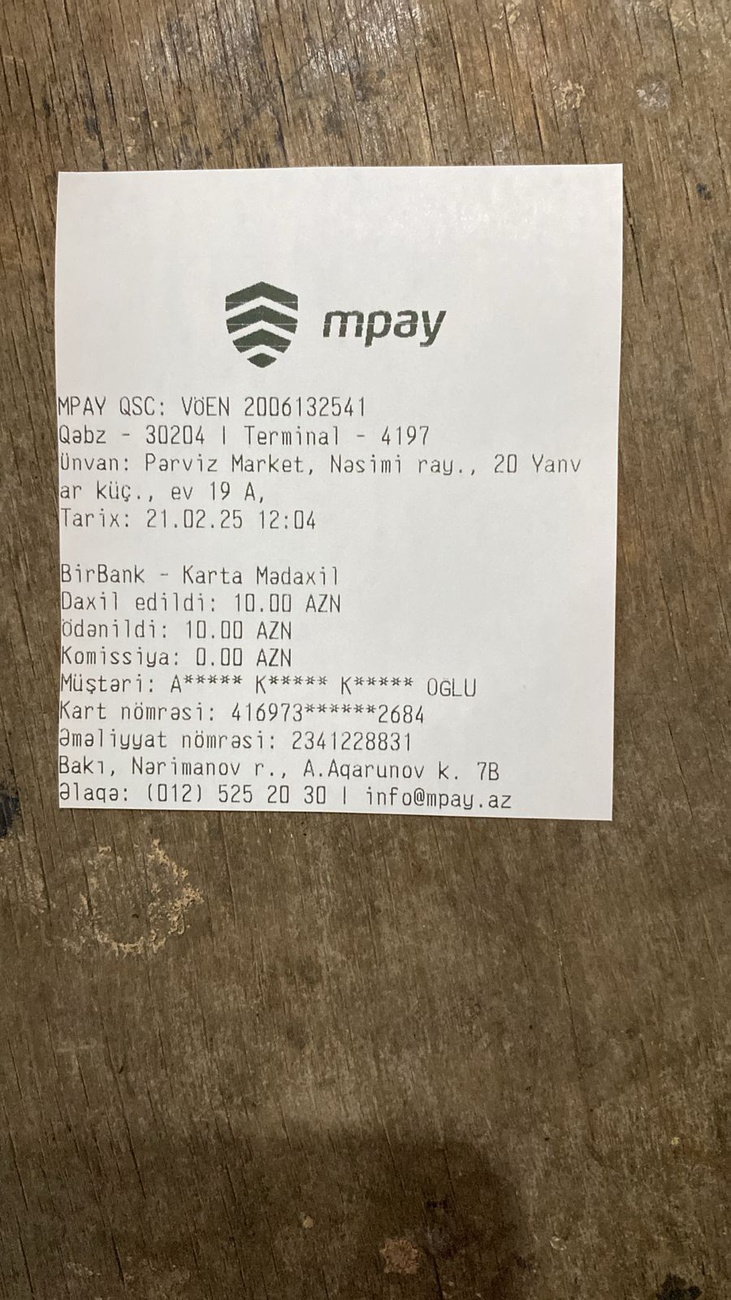 mpay
MPAY QSC: VÖEN 2006132541
Qəbz - 30204 | Terminal - 4197
Ünvan: Pərviz Market, Nəsimi ray., 20 Yanv
ar küç., ev 19 A,
Tarix: 21.02.25 12:04
BirBank - Karta Mədaxil
Daxil edildi: 10.00 AZN
Ödənildi: 10.00 AZN
Komissiya: 0.00 AZN
Müştəri: A***** K***** K***** OĞLU
Kart nömrəsi: 416973******2684
Əməliyyat nömrəsi: 2341228831
Bakı, Nərimanov r., A.Aqarunov k. 7B
Əlaqə: (012) 525 20 30 | info@mpay.az